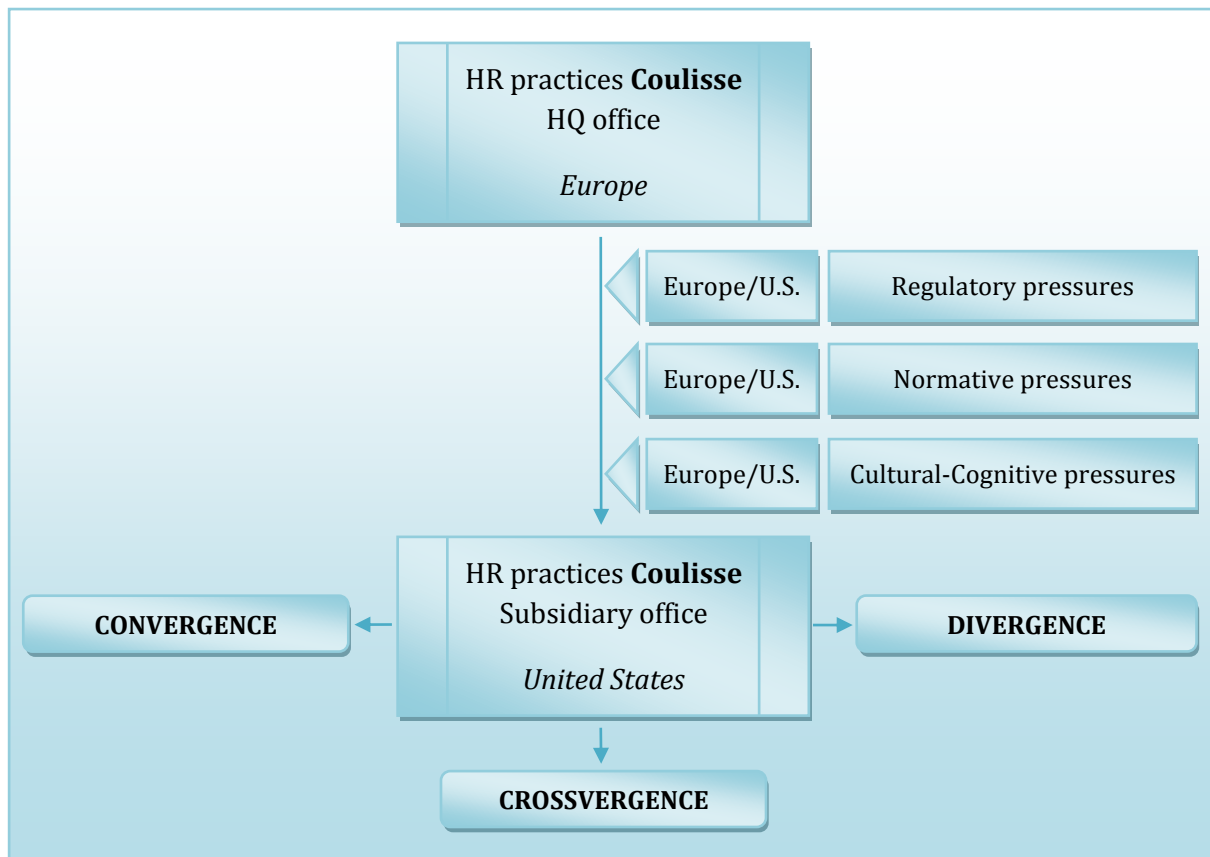 HR practices Coulisse
HQ office
Europe
Europe/U.S.
Regulatory pressures
Europe/U.S.
Normative pressures
Europe/U.S.
Cultural-Cognitive pressures
HR practices Coulisse
Subsidiary office
United States
CONVERGENCE
DIVERGENCE
CROSSVERGENCE